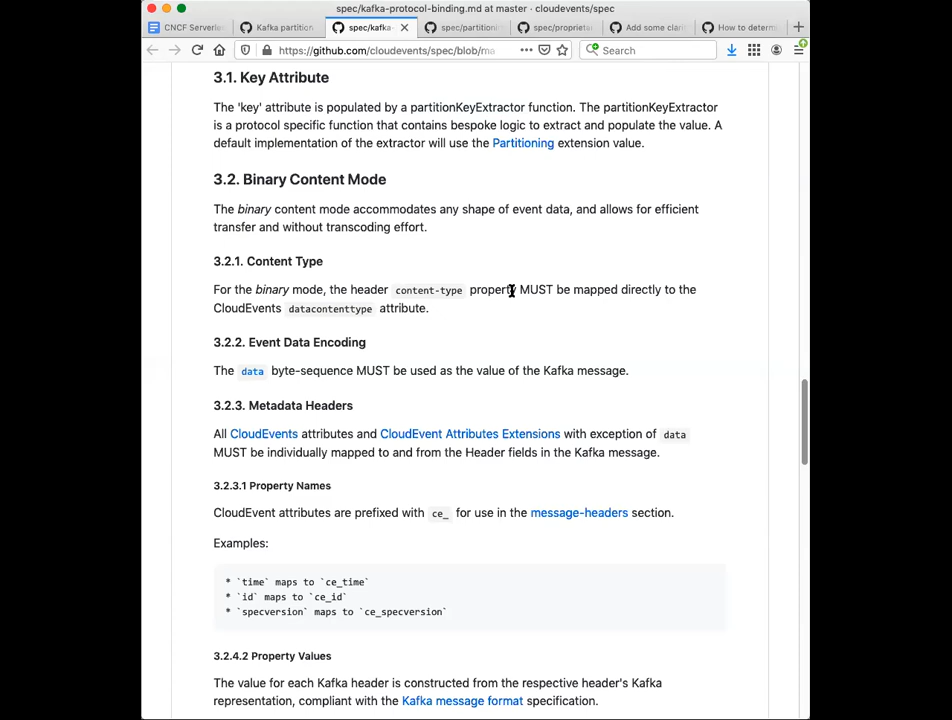 spec/kafka-protocol-binding.md at master · cloudevents/spec
CNCF Serverles
Kafka partition
spec/kafka-
spec/partition
spec/proprietar
Add some clari
How to determ
https://github.com/cloudevents/spec/blob/ma
Search
3.1. Key Attribute
The 'key' attribute is populated by a partitionKeyExtractor function. The partitionKeyExtractor
is a protocol specific function that contains bespoke logic to extract and populate the value. A
default implementation of the extractor will use the Partitioning extension value.
3.2. Binary Content Mode
The binary content mode accommodates any shape of event data, and allows for efficient
transfer and without transcoding effort.
3.2.1. Content Type
For the binary mode, the header content-type property MUST be mapped directly to the
CloudEvents datacontenttype attribute.
3.2.2. Event Data Encoding
The data byte-sequence MUST be used as the value of the Kafka message.
3.2.3. Metadata Headers
All CloudEvents attributes and CloudEvent Attributes Extensions with exception of data
MUST be individually mapped to and from the Header fields in the Kafka message.
3.2.3.1 Property Names
CloudEvent attributes are prefixed with ce_ for use in the message-headers section.
Examples:
* `time` maps to `ce_time`
* `id` maps to `ce_id`
* `specversion` maps to `ce_specversion`
3.2.4.2 Property Values
The value for each Kafka header is constructed from the respective header's Kafka
representation, compliant with the Kafka message format specification.